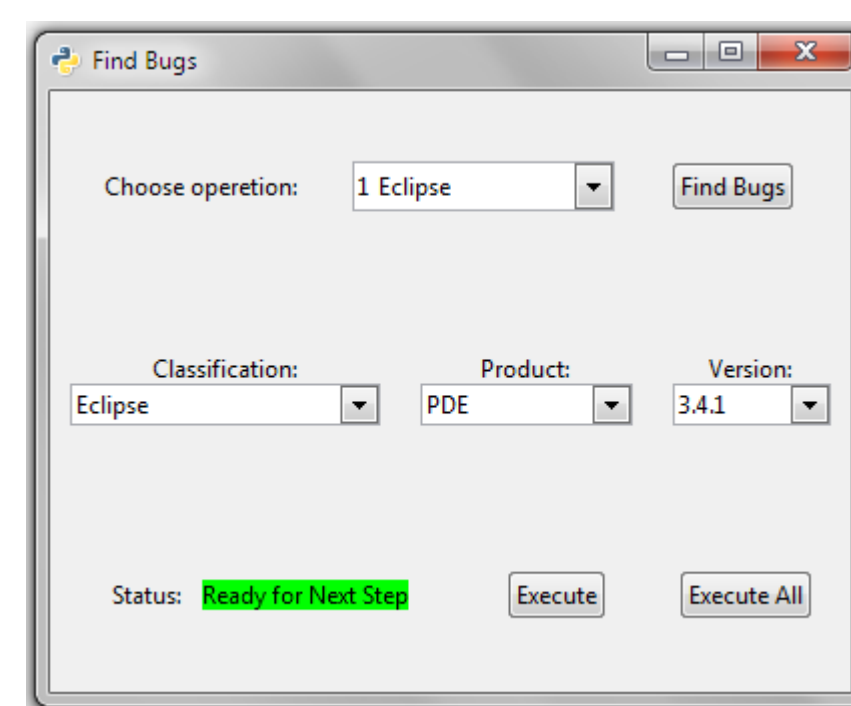 Find Bugs
Choose operetion: 1 Eclipse Find Bugs
Classification: Product: Version:
Eclipse PDE 3.4.1
Status: Ready for Next Step Execute Execute All